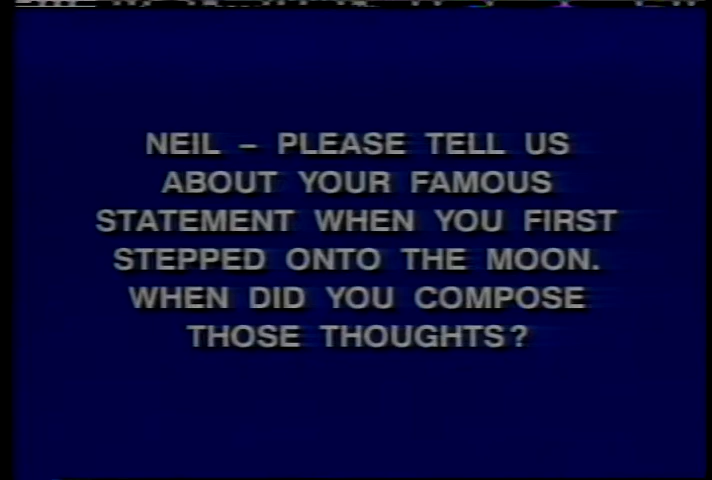 NEIL – PLEASE TELL US
ABOUT YOUR FAMOUS
STATEMENT WHEN YOU FIRST
STEPPED ONTO THE MOON.
WHEN DID YOU COMPOSE
THOSE THOUGHTS?